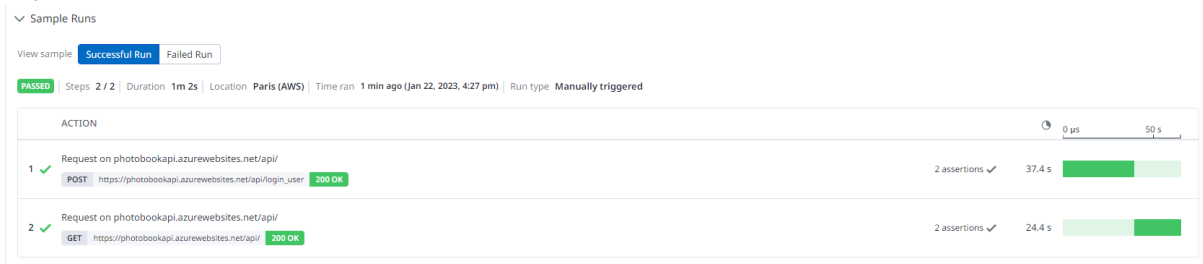 Sample Runs
View sample Successful Run Failed Run
PASSED Steps 2 / 2 Duration 1m 2s Location Paris (AWS) Time ran 1 min ago (Jan 22, 2023, 4:27 pm) Run type Manually triggered
ACTION 0 µs 50 s
Request on photobookapi.azurewebsites.net/api/
1 2 assertions 37.4 s
POST https://photobookapi.azurewebsites.net/api/login_user 200 OK
Request on photobookapi.azurewebsites.net/api/
2 2 assertions 24.4 s
GET https://photobookapi.azurewebsites.net/api/ 200 OK